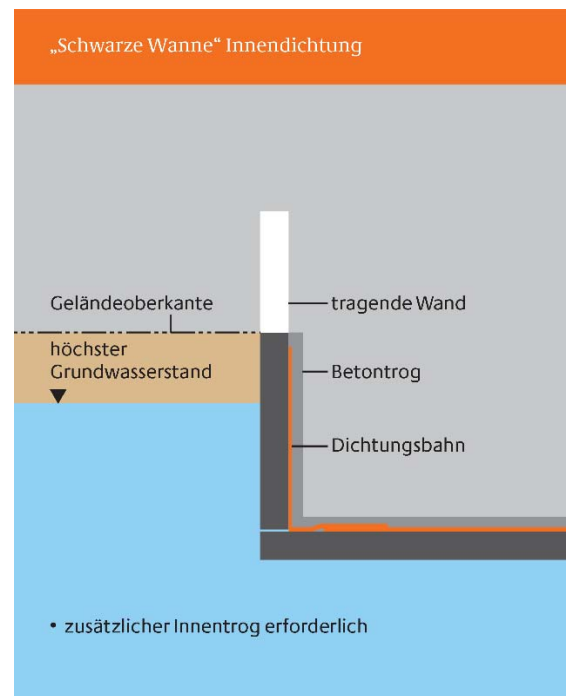 „Schwarze Wanne“ Innendichtung
Geländeoberkante
tragende Wand
höchster
Grundwasserstand
Betontrog
Dichtungsbahn
• zusätzlicher Innentrog erforderlich